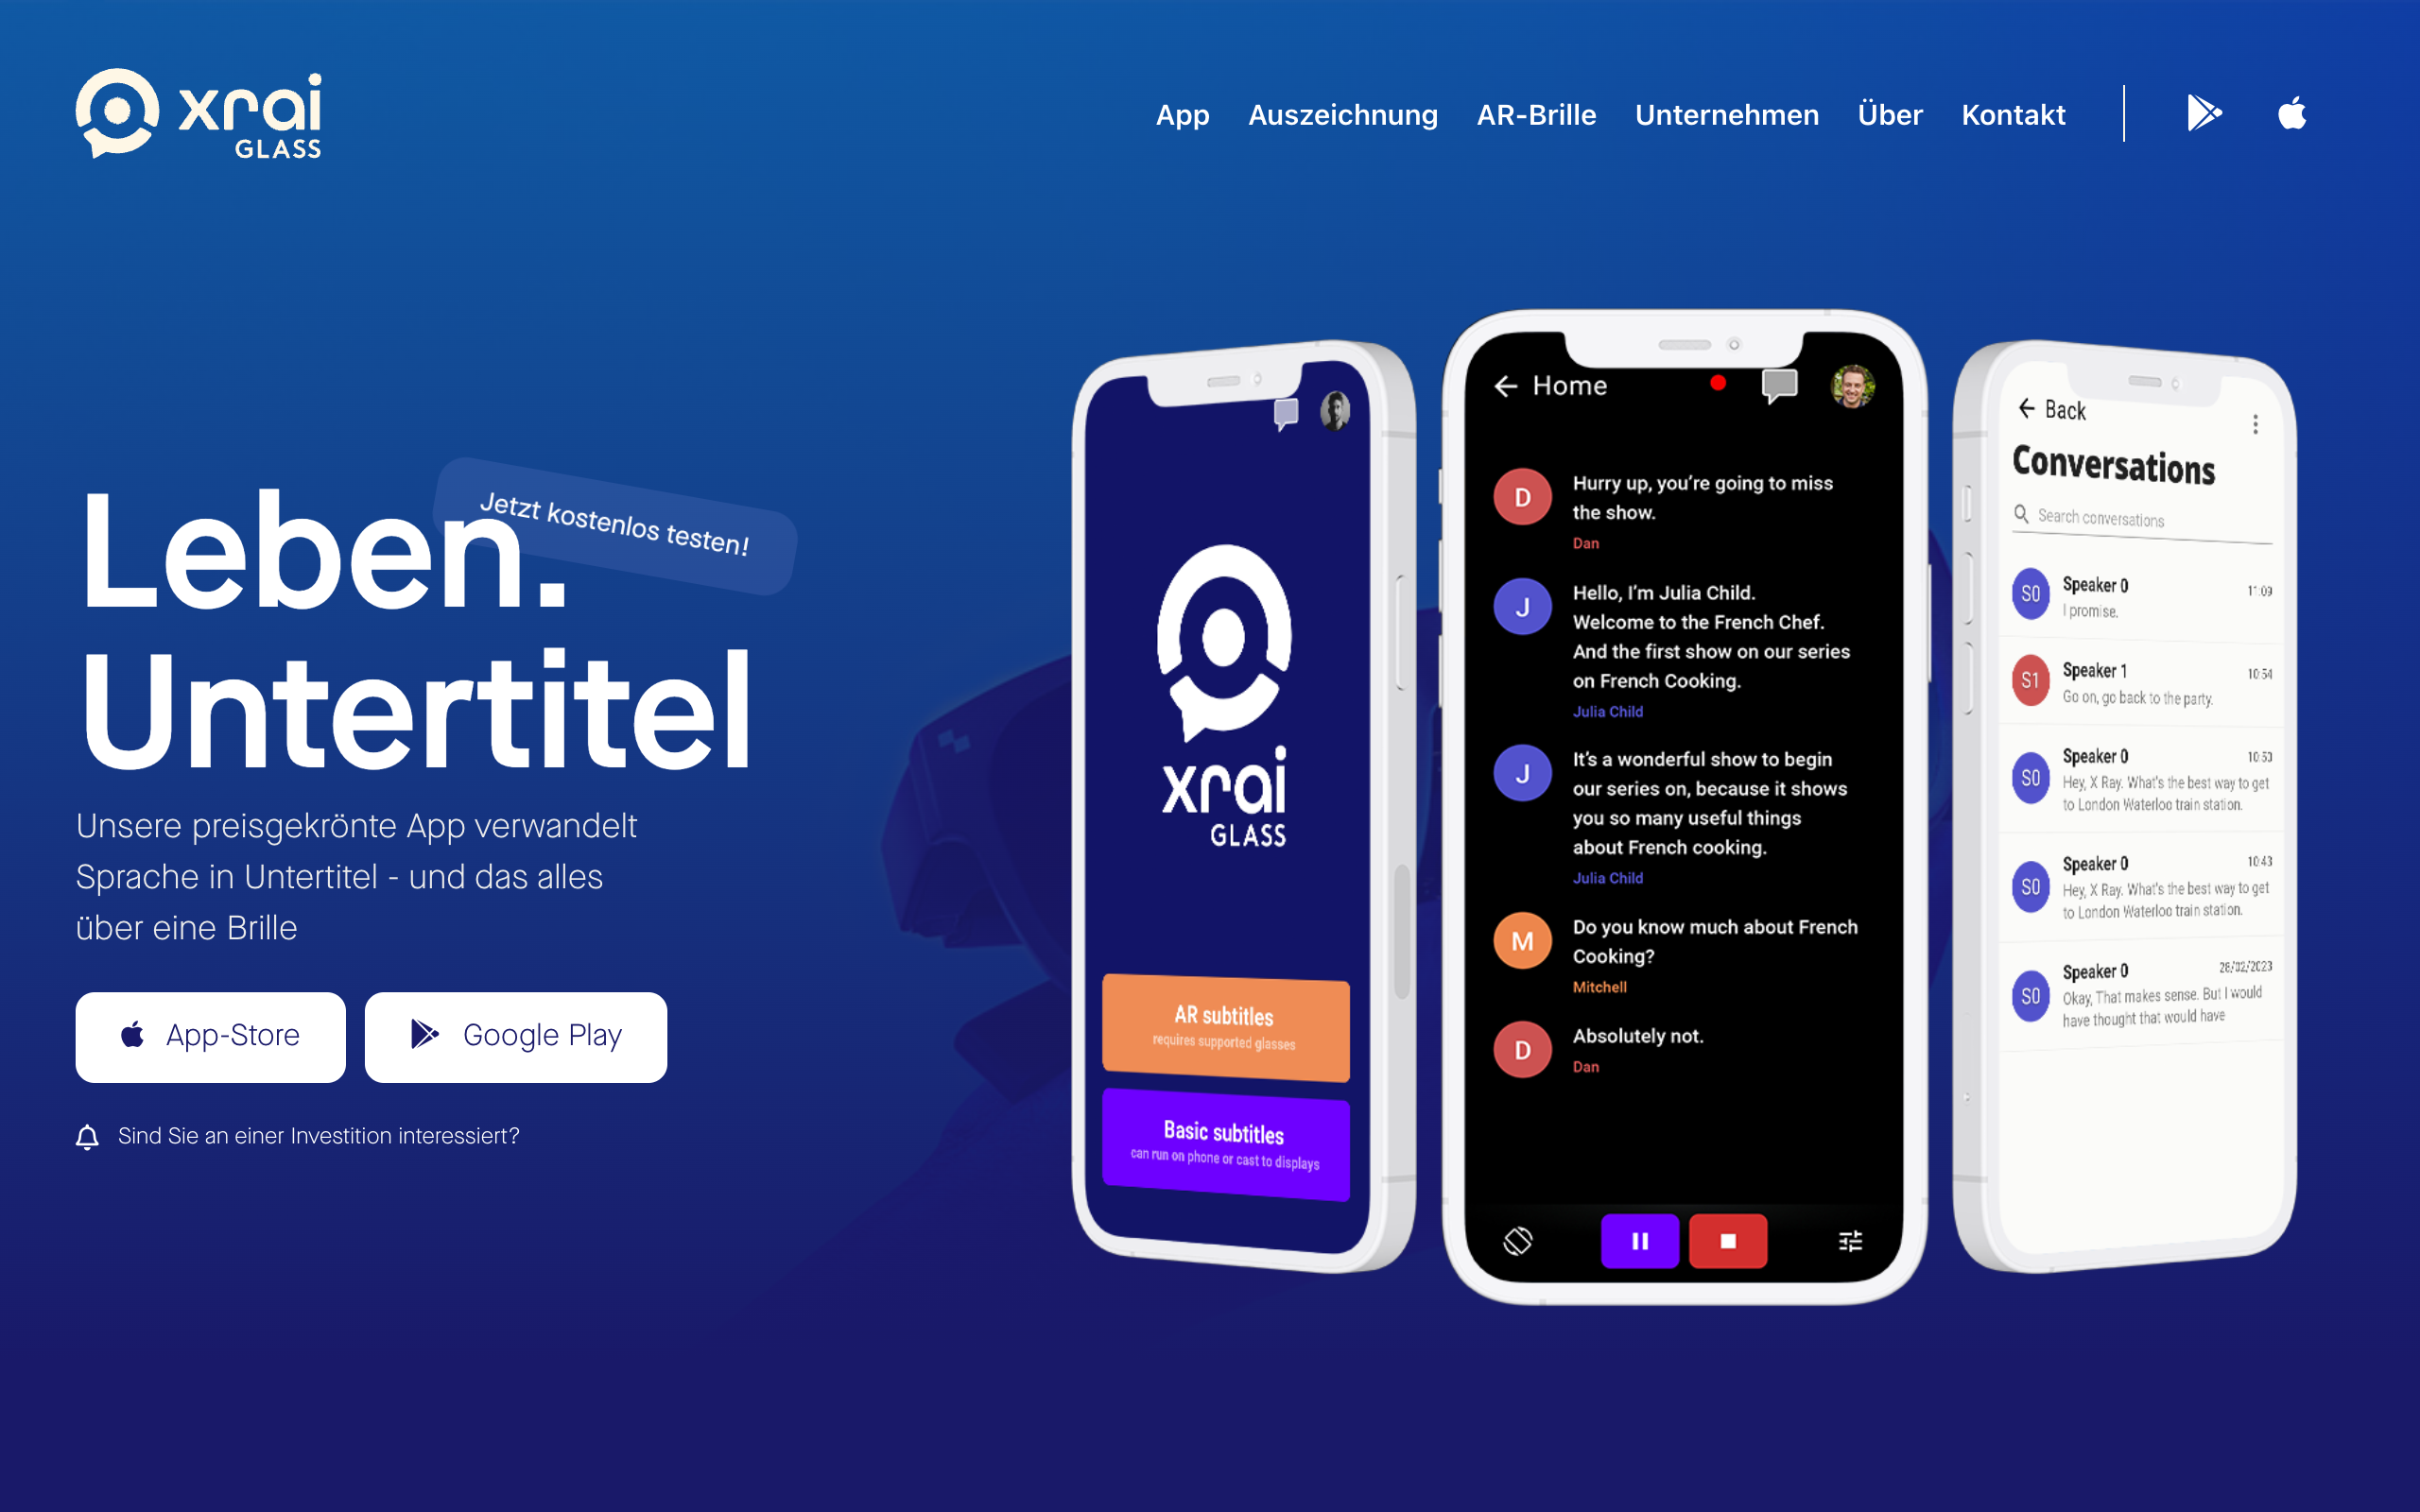 xrai
GLASS
App
Auszeichnung
AR-Brille
Unternehmen
Über
Kontakt
Jetzt kostenlos testen!
Leben.
Untertitel
Unsere preisgekrönte App verwandelt
Sprache in Untertitel - und das alles
über eine Brille
App-Store
Google Play
Sind Sie an einer Investition interessiert?
xrai
GLASS
AR subtitles
requires supported glasses
Basic subtitles
can run on phone or cast to displays
Home
D
Hurry up, you're going to miss
the show.
Dan
J
Hello, I'm Julia Child.
Welcome to the French Chef.
And the first show on our series
on French Cooking.
Julia Child
J
It's a wonderful show to begin
our series on, because it shows
you so many useful things
about French cooking.
Julia Child
M
Do you know much about French
Cooking?
Mitchell
D
Absolutely not.
Dan
Back
Conversations
Search conversations
S0
Speaker 0
11:09
I promise.
S1
Speaker 1
10:54
Go on, go back to the party.
S0
Speaker 0
10:53
Hey, X Ray. What's the best way to get
to London Waterloo train station.
S0
Speaker 0
10:43
Hey, X Ray. What's the best way to get
to London Waterloo train station.
S0
Speaker 0
28/02/2023
Okay, That makes sense. But I would
have thought that would have